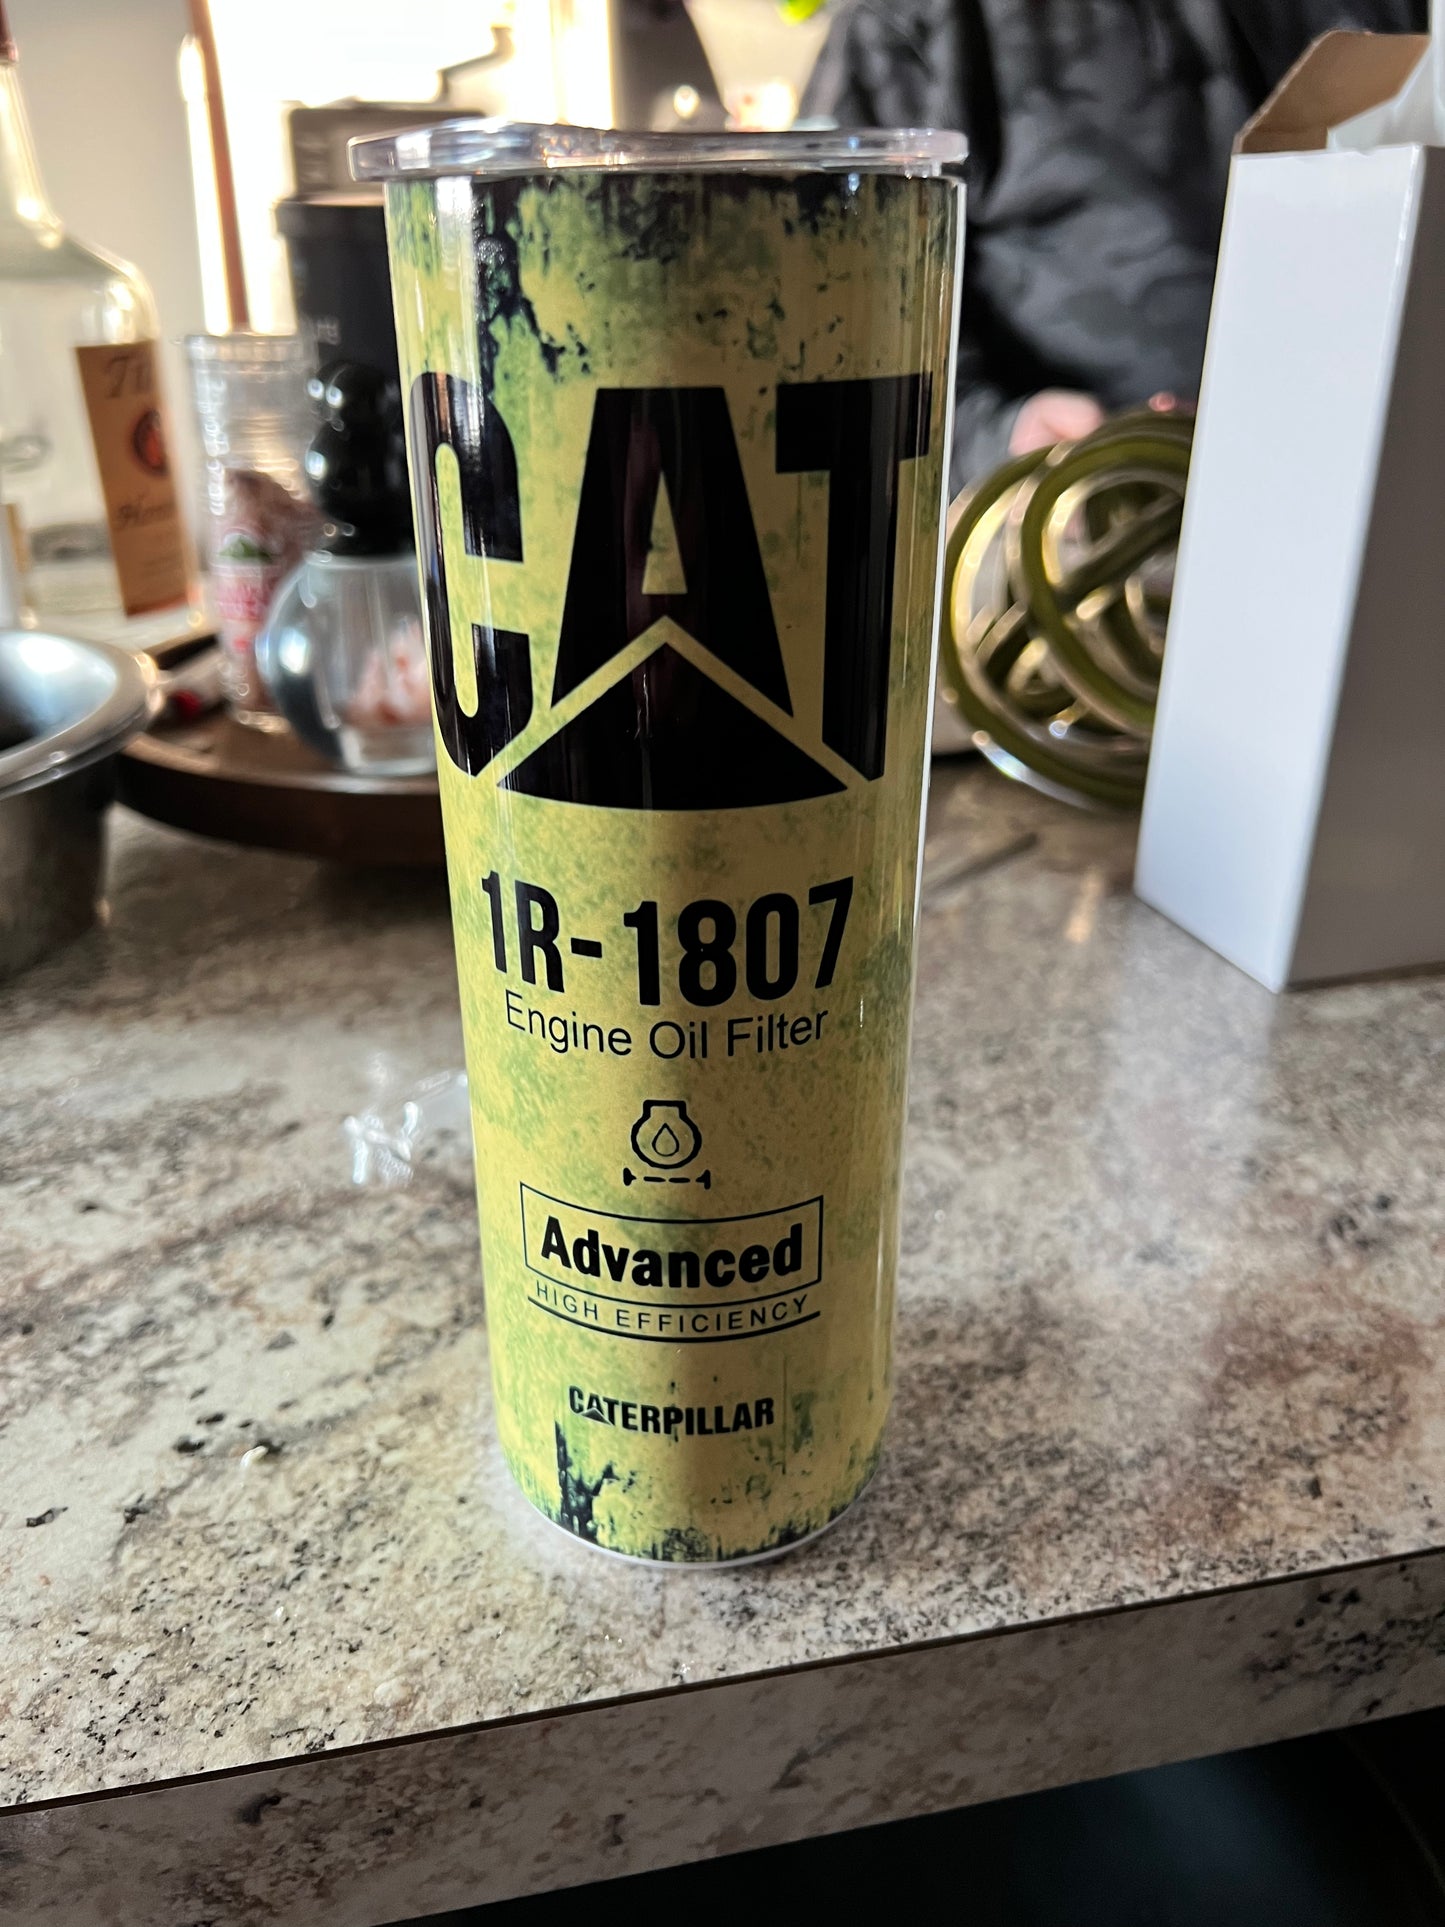 CAT
1R-1807
Engine Oil Filter
Advanced
HIGH EFFICIENCY
CATERPILLAR